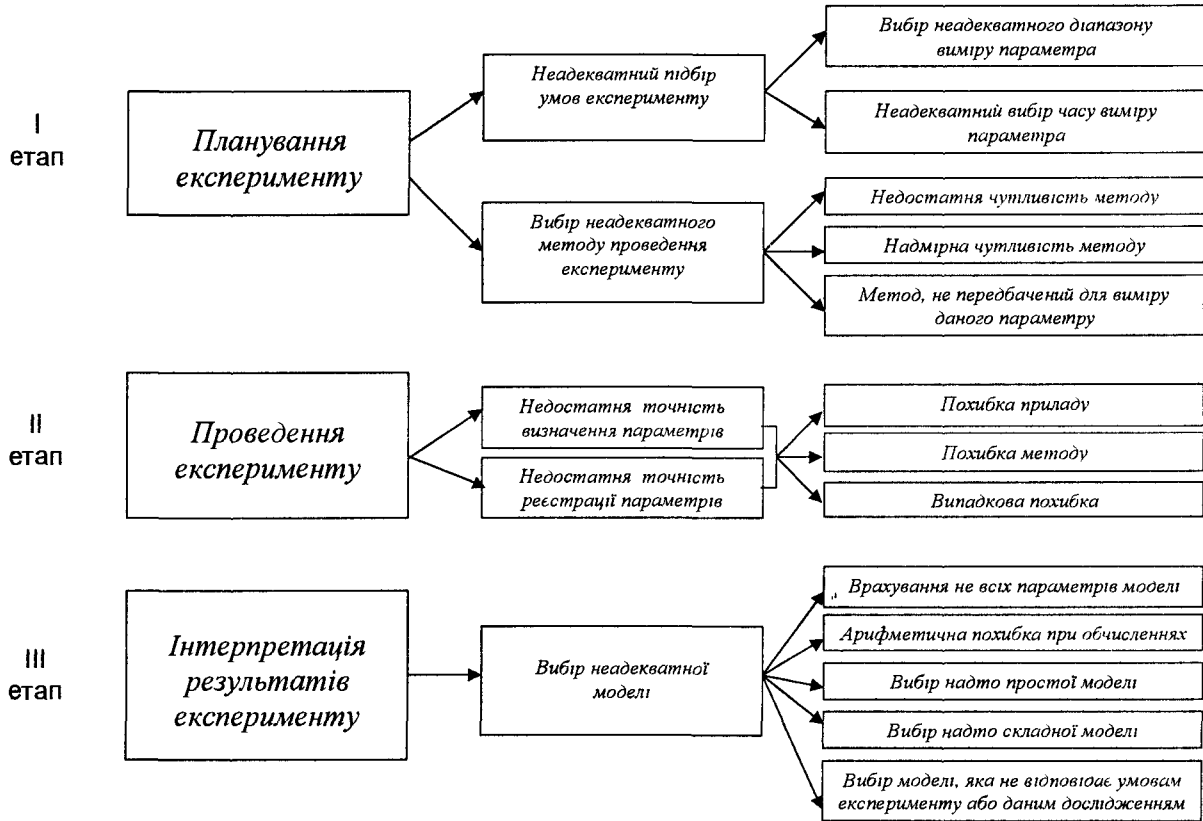 I
етап
Планування
експерименту
Неадекватний підбір
умов експерименту
Вибір неадекватного діапазону
виміру параметра
Неадекватний вибір часу виміру
параметра
Вибір неадекватного
методу проведення
експерименту
Недостатня чутливість методу
Надмірна чутливість методу
Метод, не передбачений для виміру
даного параметру
II
етап
Проведення
експерименту
Недостатня точність
визначення параметрів
Недостатня точність
реєстрації параметрів
Похибка приладу
Похибка методу
Випадкова похибка
III
етап
Інтерпретація
результатів
експерименту
Вибір неадекватної
моделі
Врахування не всіх параметрів моделі
Арифметична похибка при обчисленнях
Вибір надто простої моделі
Вибір надто складної моделі
Вибір моделі, яка не відповідає умовам
експерименту або даним дослідженням